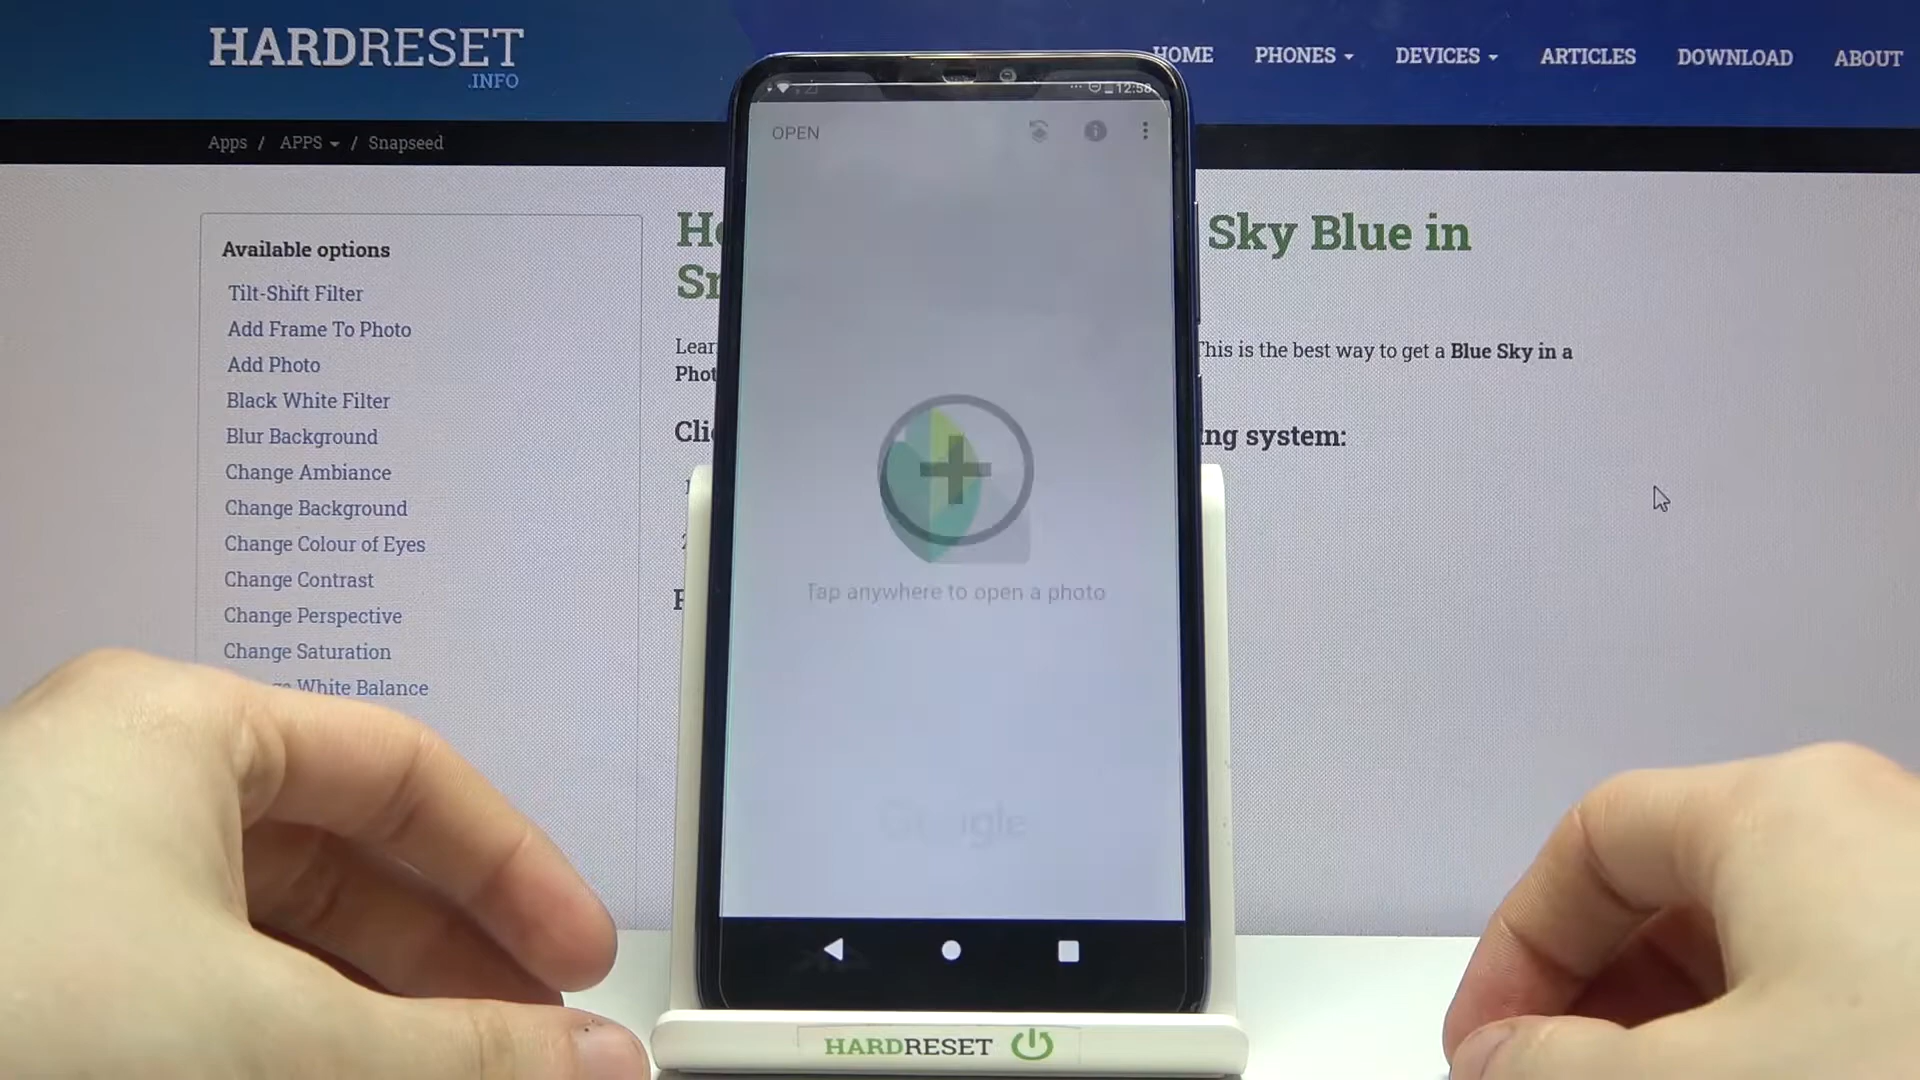 HARDRESET
.INFO
HOME PHONES DEVICES ARTICLES DOWNLOAD ABOUT
Apps / APPS / Snapseed
12:58
OPEN
Available options
Tilt-Shift Filter
Add Frame To Photo
Add Photo
Black White Filter
Blur Background
Change Ambiance
Change Background
Change Colour of Eyes
Change Contrast
Change Perspective
Change Saturation
White Balance
Sky Blue in
This is the best way to get a Blue Sky in a
system:
Tap anywhere to open a photo
Google
HARDRESET